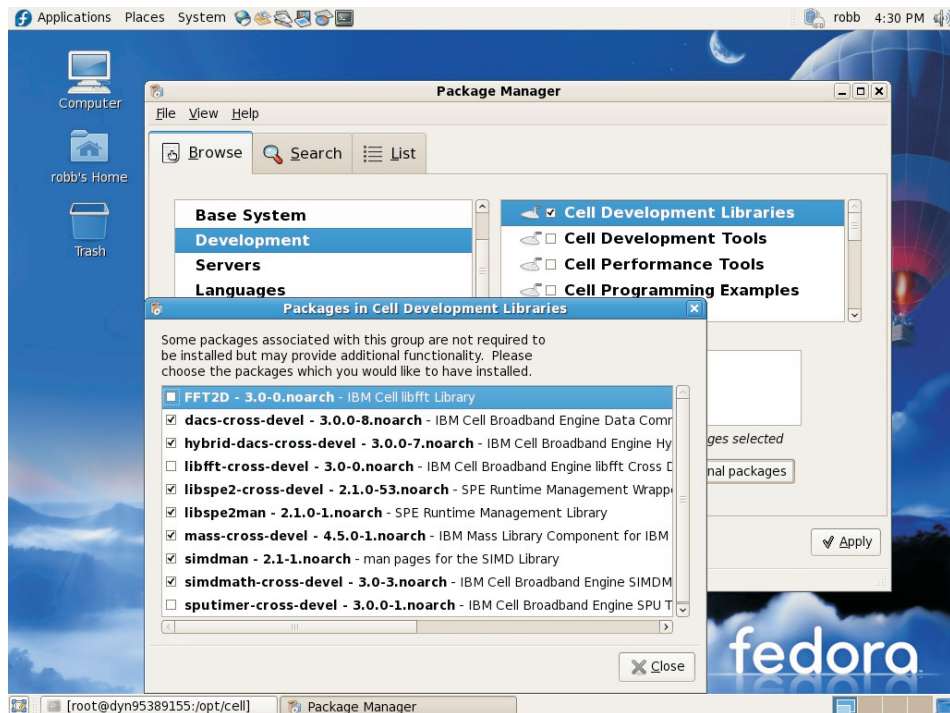 Applications Places System robb 4:30 PM
Computer
robb's Home
Trash
Package Manager
File View Help
Browse Search List
Base System
Development
Servers
Languages
Cell Development Libraries
Cell Development Tools
Cell Performance Tools
Cell Programming Examples
Packages in Cell Development Libraries
Some packages associated with this group are not required to
be installed but may provide additional functionality. Please
choose the packages which you would like to have installed.
FFT2D - 3.0-0.noarch - IBM Cell libfft Library
dacs-cross-devel - 3.0.0-8.noarch - IBM Cell Broadband Engine Data Comm
hybrid-dacs-cross-devel - 3.0.0-7.noarch - IBM Cell Broadband Engine Hy
libfft-cross-devel - 3.0-0.noarch - IBM Cell Broadband Engine libfft Cross D
libspe2-cross-devel - 2.1.0-53.noarch - SPE Runtime Management Wrapp
libspe2man - 2.1.0-1.noarch - SPE Runtime Management Library
mass-cross-devel - 4.5.0-1.noarch - IBM Mass Library Component for IBM
simdman - 2.1-1.noarch - man pages for the SIMD Library
simdmath-cross-devel - 3.0-3.noarch - IBM Cell Broadband Engine SIMDM
sputimer-cross-devel - 3.0.0-1.noarch - IBM Cell Broadband Engine SPU T
Close
ges selected
nal packages
Apply
fedora
[root@dyn95389155:/opt/cell] Package Manager